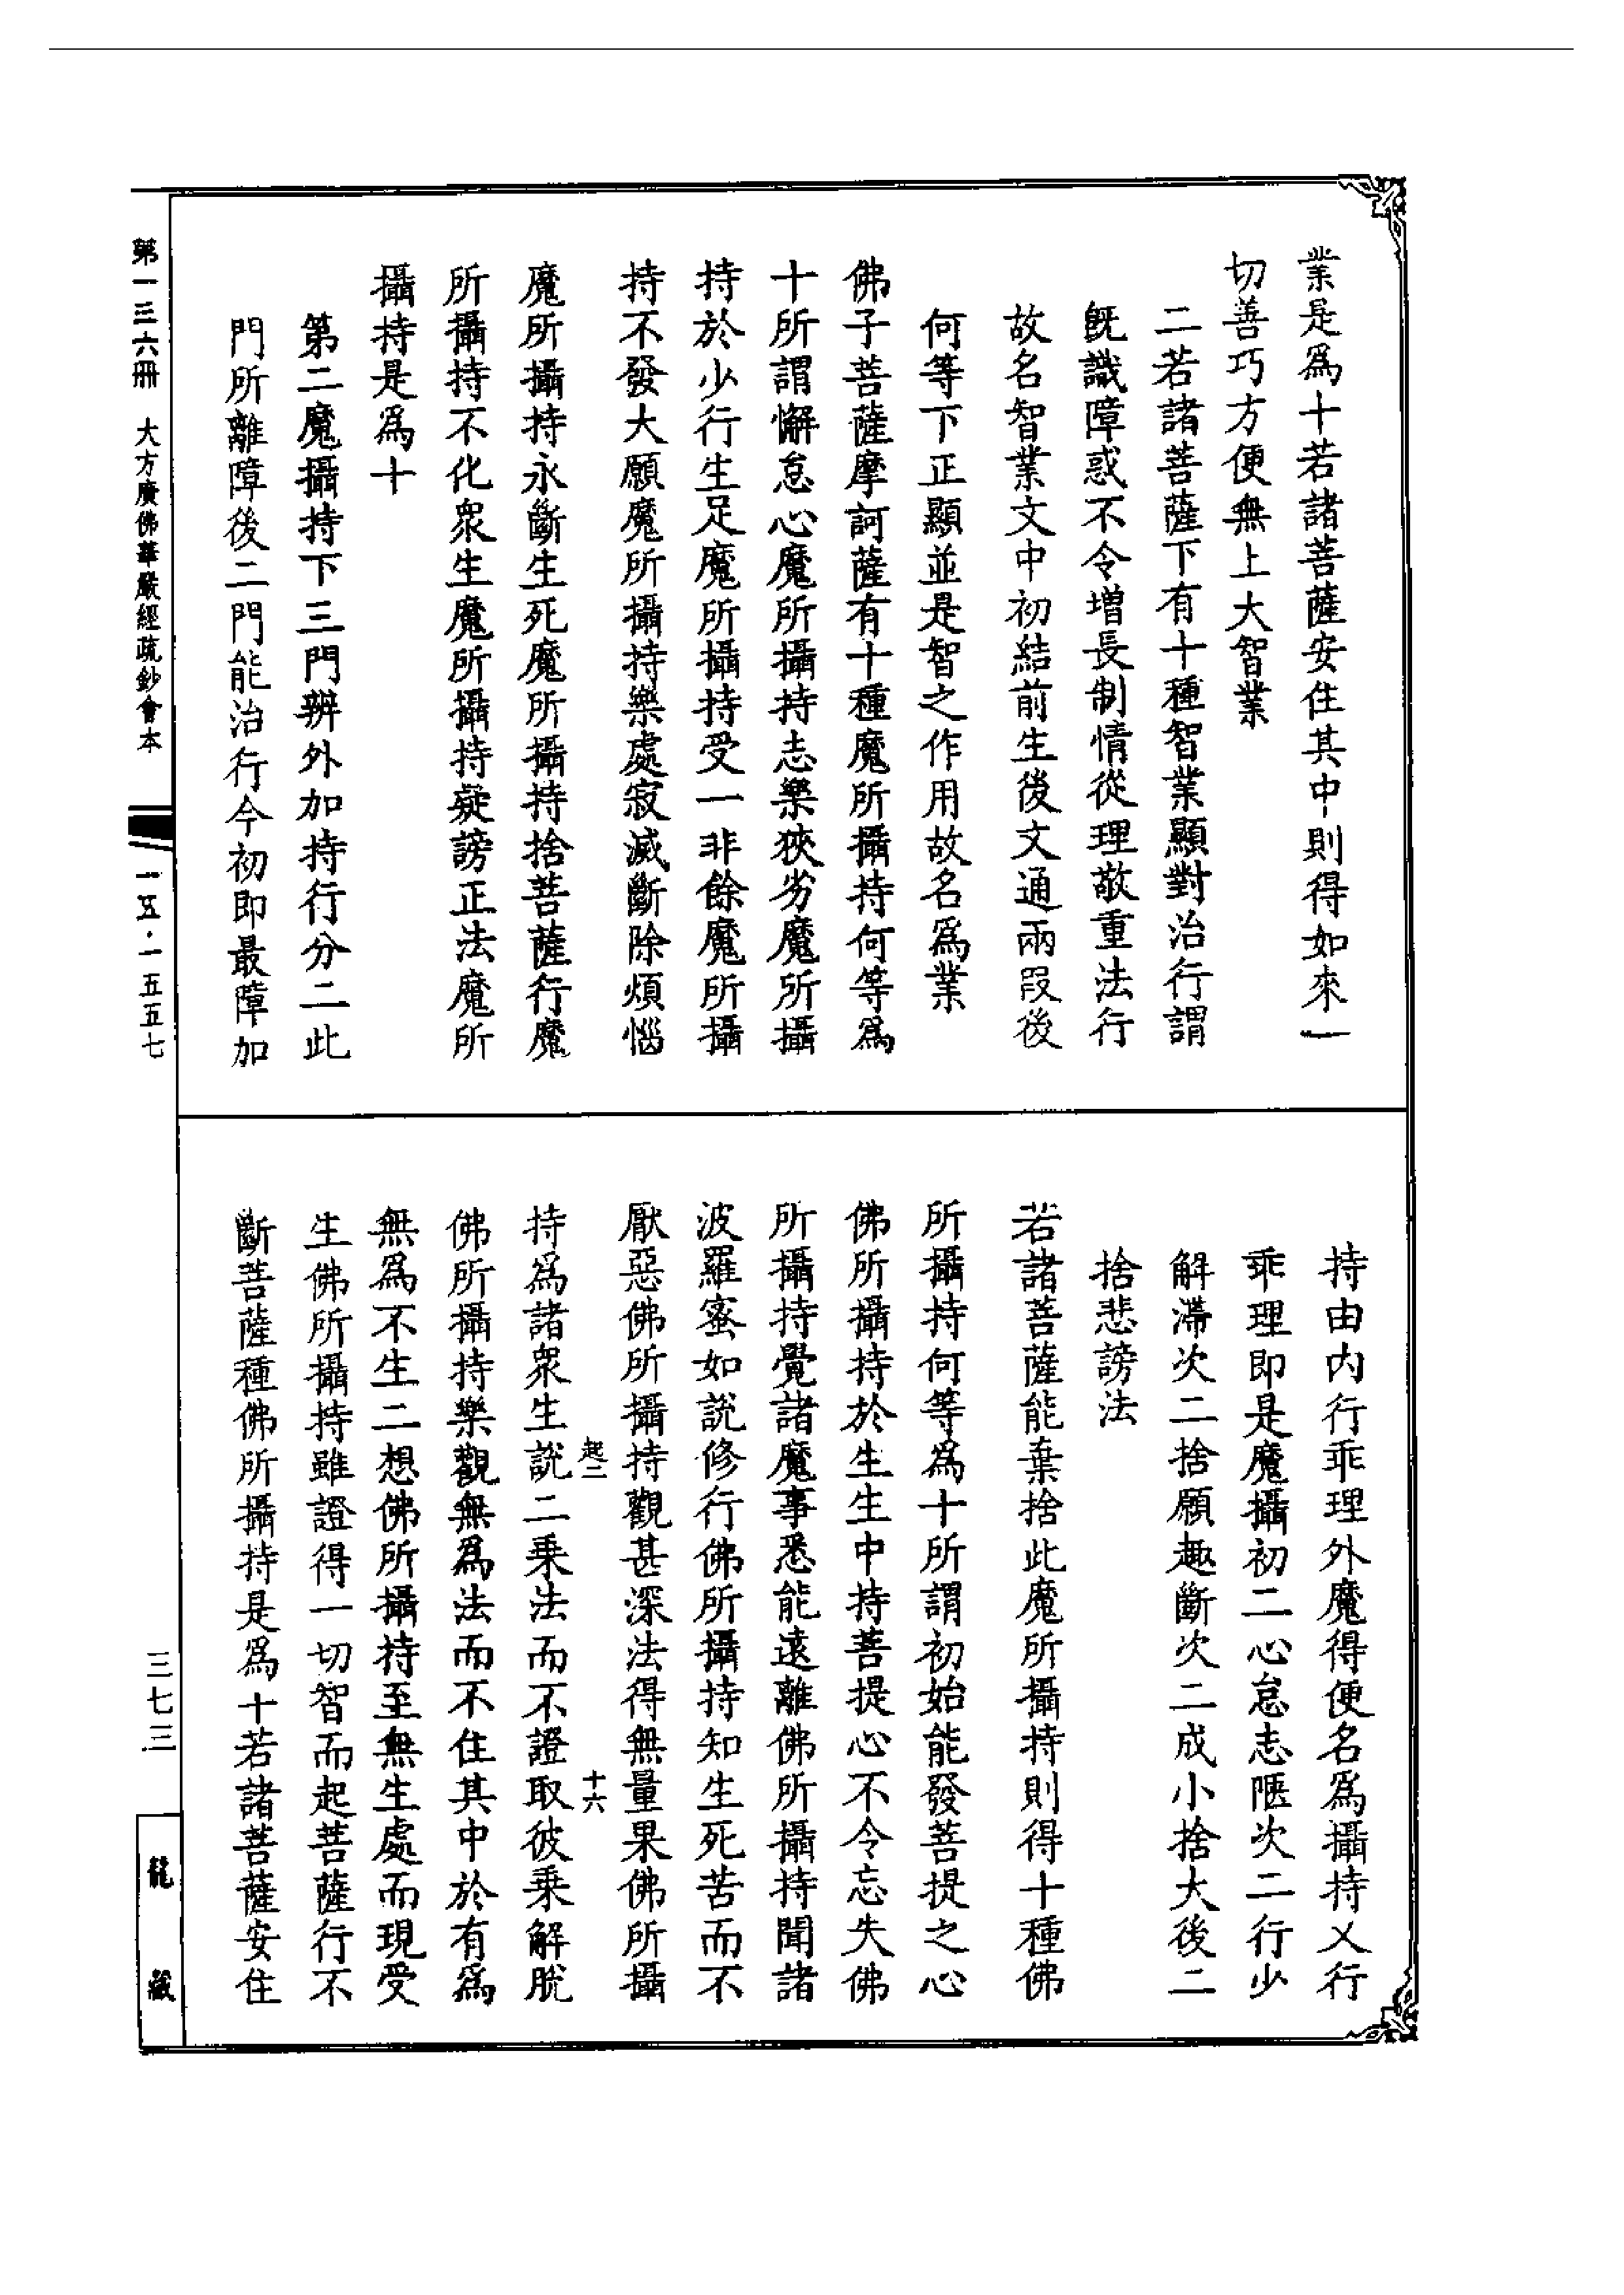 業是為十若諸菩薩安住其中則得如來一
切善巧方便無上大智業
二若諸菩薩下有十種智業顯對治行謂
既識障惑不令增長制情從理敬重法行
故名智業文中初結前生後文通兩段後
何等下正顯並是智之作用故名為業
佛子菩薩摩訶薩有十種魔所攝持何等為
十所謂懈怠心魔所攝持志樂狹劣魔所攝
持於少行生足魔所攝持受一非餘魔所攝
持不發大願魔所攝持樂處寂滅斷除煩惱
魔所攝持永斷生死魔所攝持捨菩薩行魔
所攝持不化眾生魔所攝持疑謗正法魔所
攝持是為十
第二魔攝持下三門辨外加持行分二此
門所離障後二門能治行今初即最障加
持由內行乖理外魔得便名為攝持又行
乖理即是魔攝初二心怠志陿次二行少
解滯次二捨願趣斷次二成小捨大後二
捨悲謗法
若諸菩薩能棄捨此魔所攝持則得十種佛
所攝持何等為十所謂初始能發菩提之心
佛所攝持於生生中持菩提心不令忘失佛
所攝持覺諸魔事悉能遠離佛所攝持聞諸
波羅蜜如說修行佛所攝持知生死苦而不
厭惡佛所攝持觀甚深法得無量果佛所攝
起二 十六
持為諸眾生說二乘法而不證取彼乘解脫
佛所攝持樂觀無為法而不住其中於有為
無為不生二想佛所攝持至無生處而現受
生佛所攝持雖證得一切智而起菩薩行不
斷菩薩種佛所攝持是為十若諸菩薩安住
第一三六冊 大方廣佛華嚴經疏鈔會本 一五·一五五七
三七三
龍藏